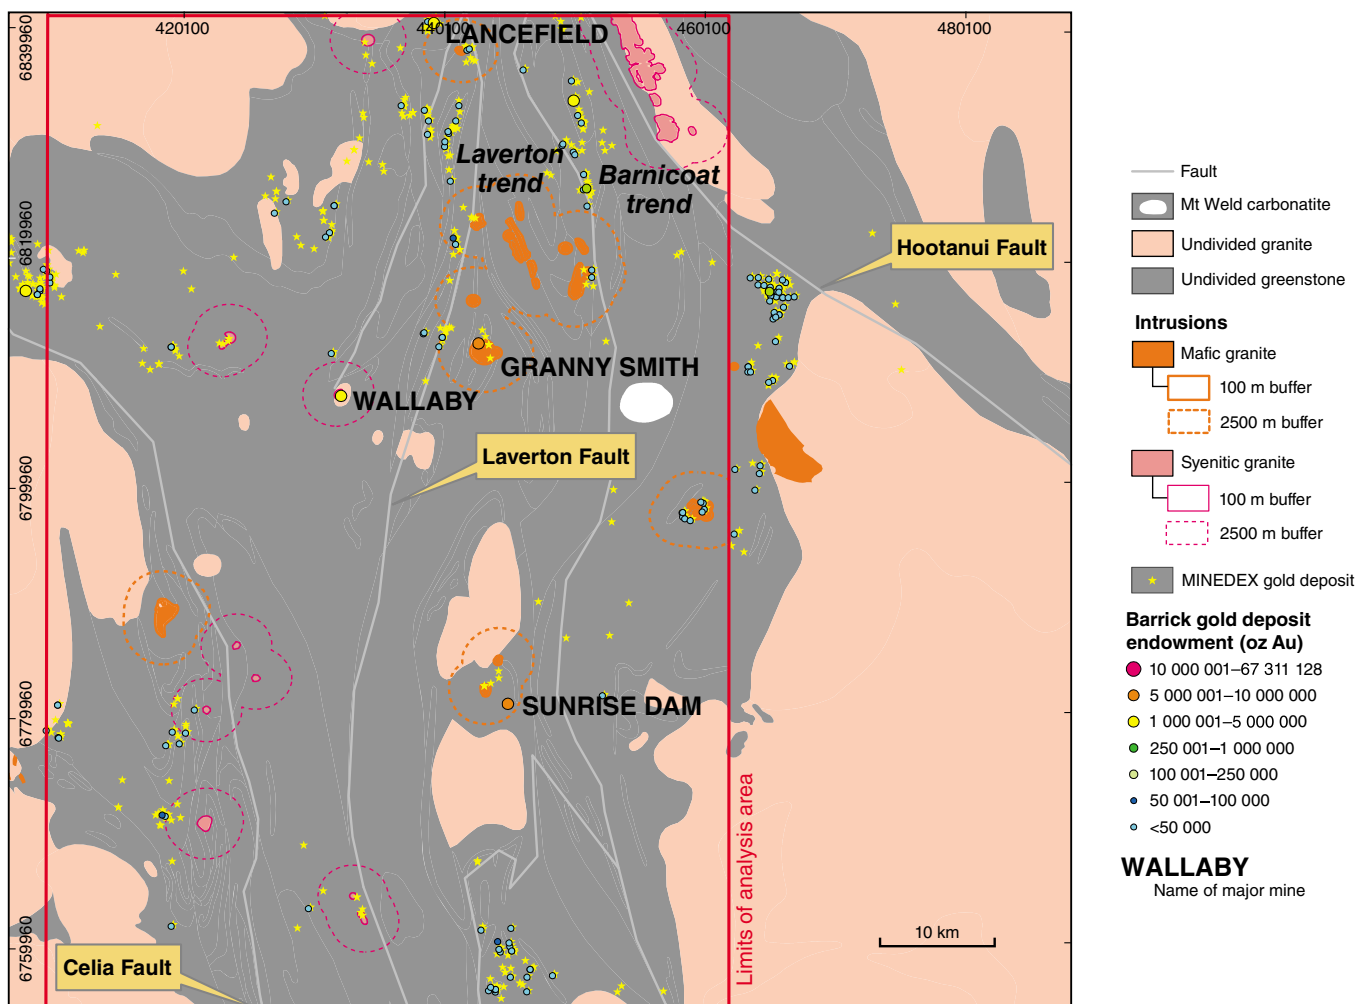 420100
440100
460100
480100
6839960
6819960
6799960
6779960
6759960
LANCEFIELD
Laverton
trend
Barnicoat
trend
Hootanui Fault
GRANNY SMITH
WALLABY
Laverton Fault
SUNRISE DAM
Limits of analysis area
10 km
Celia Fault
Fault
Mt Weld carbonatite
Undivided granite
Undivided greenstone
Intrusions
Mafic granite
100 m buffer
2500 m buffer
Syenitic granite
100 m buffer
2500 m buffer
MINEDEX gold deposit
Barrick gold deposit
endowment (oz Au)
10 000 001–67 311 128
5 000 001–10 000 000
1 000 001–5 000 000
250 001–1 000 000
100 001–250 000
50 001–100 000
<50 000
WALLABY
Name of major mine